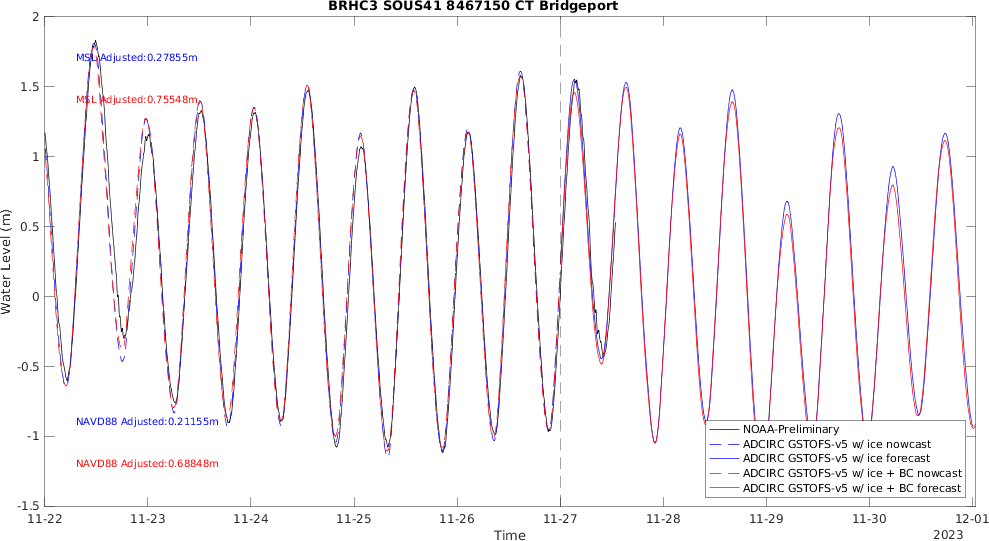 BRHC3 SOUS41 8467150 CT Bridgeport
2
1.5
1
0.5
0
-0.5
-1
-1.5
Water Level (m)
MSL Adjusted:0.27855m
MSL Adjusted:0.75548m
NAVD88 Adjusted:0.21155m
NAVD88 Adjusted:0.68848m
NOAA-Preliminary
ADCIRC GSTOFS-v5 w/ ice nowcast
ADCIRC GSTOFS-v5 w/ ice forecast
ADCIRC GSTOFS-v5 w/ ice + BC nowcast
ADCIRC GSTOFS-v5 w/ ice + BC forecast
11-22 11-23 11-24 11-25 11-26 11-27 11-28 11-29 11-30 12-01
Time
2023